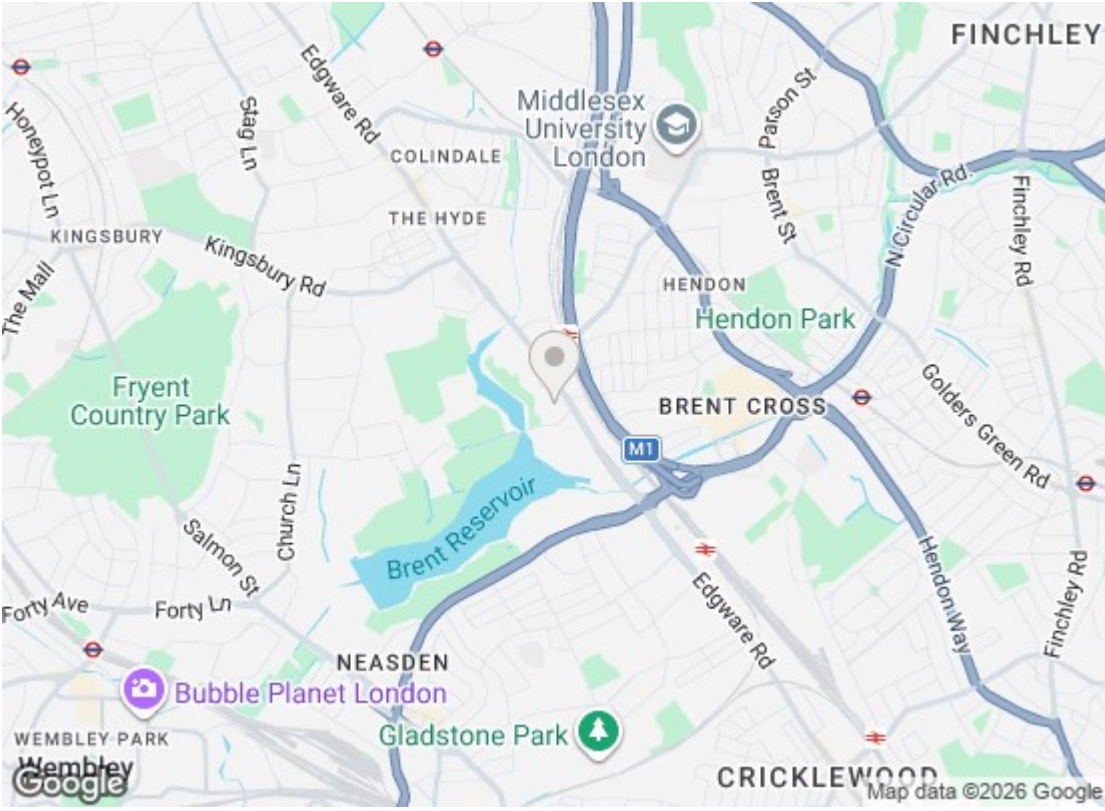 FINCHLEY
Edgware Rd
Honeypot Ln
Stag Ln
Middlesex
University
London
Parson St
COLINDALE
Brent St
N Circular Rd.
Finchley Rd
THE HYDE
KINGSBURY
Kingsbury Rd
The Mall
HENDON
Hendon Park
Fryent
Country Park
Golders Green Rd
BRENT CROSS
M1
Church Ln
Brent Reservoir
Salmon St
Hendon Way
Finchley Rd
Edgware Rd
Forty Ave
Forty Ln
NEASDEN
Bubble Planet London
Gladstone Park
WEMBLEY PARK
Wembley
Google
CRICKLEWOOD
Map data ©2026 Google